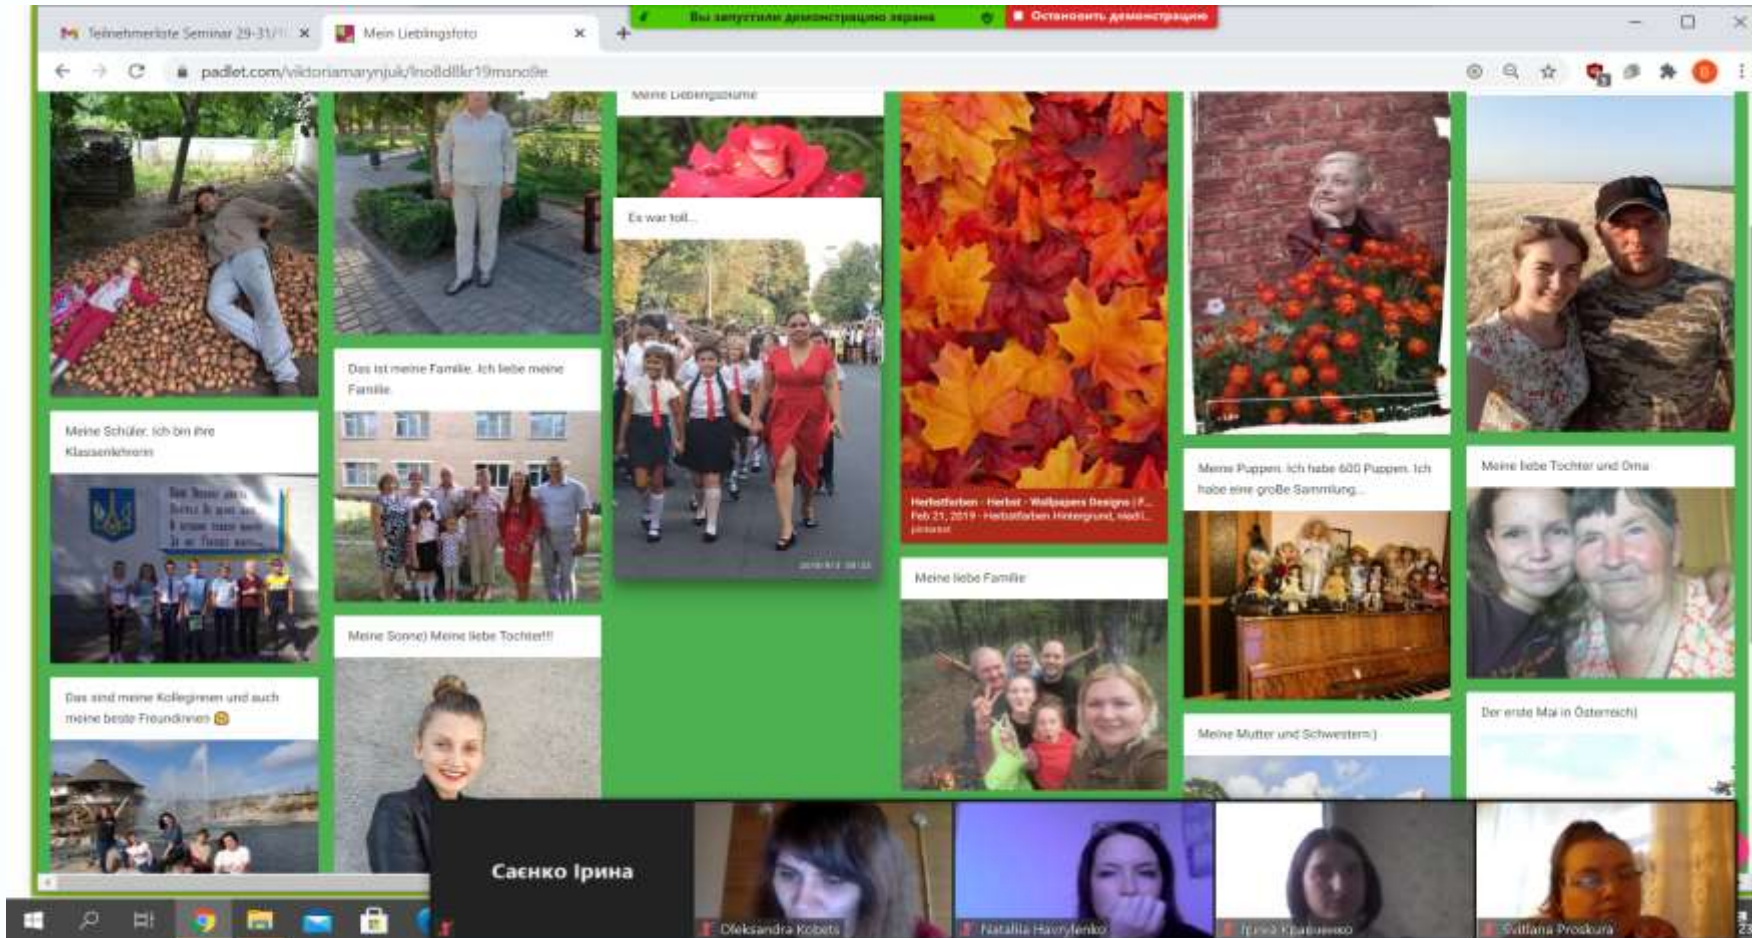 Вы запустили демонстрацию экрана
Остановить демонстрацию
Teilnehmerliste Seminar 29-31/1
Mein Lieblingsfoto
padlet.com/viktoriamarynjuk/
Meine Lieblingsblume
Es war toll...
Das ist meine Familie. Ich liebe meine
Familie.
Meine Schüler. Ich bin ihre
Klassenlehrerin
Herbstfarben - Herbst - Wallpapers Designs | F...
Feb 21, 2019 - Herbstfarben Hintergrund, niedl...
pinterest
Meine Puppen. Ich habe 600 Puppen. Ich
habe eine große Sammlung...
Meine liebe Tochter und Oma
Meine liebe Familie
Meine Sonne) Meine liebe Tochter!!!
Das sind meine Kolleginnen und auch
meine beste Freundinnen
Meine Mutter und Schwestern:)
Der erste Mai in Österreich)
Саєнко Ірина
Oleksandra Kobets
Nataliia Havrylenko
Ірина Кравченко
Svitlana Proskura